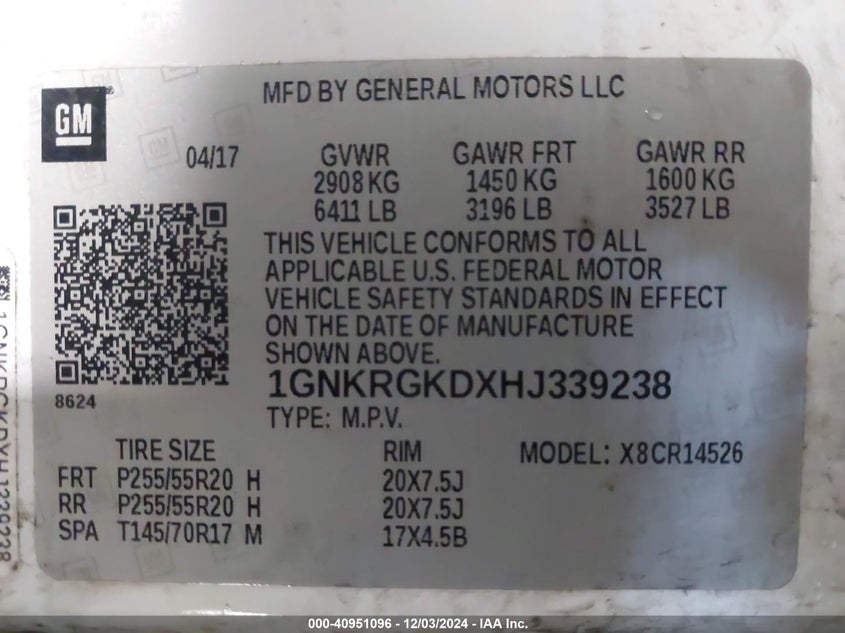 GM
MFD BY GENERAL MOTORS LLC
04/17
GVWR GAWR FRT GAWR RR
2908 KG 1450 KG 1600 KG
6411 LB 3196 LB 3527 LB
THIS VEHICLE CONFORMS TO ALL
APPLICABLE U.S. FEDERAL MOTOR
VEHICLE SAFETY STANDARDS IN EFFECT
ON THE DATE OF MANUFACTURE
SHOWN ABOVE.
8624
1GNKRGKDXHJ339238
TYPE: M.P.V.
TIRE SIZE RIM MODEL: X8CR14526
FRT P255/55R20 H 20X7.5J
RR P255/55R20 H 20X7.5J
SPA T145/70R17 M 17X4.5B
1GNKRGKDXHJ339238
000-40951096 - 12/03/2024 - IAA Inc.